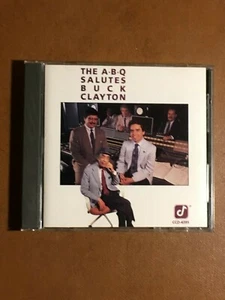 THE A·B·Q
SALUTES
BUCK
CLAYTON